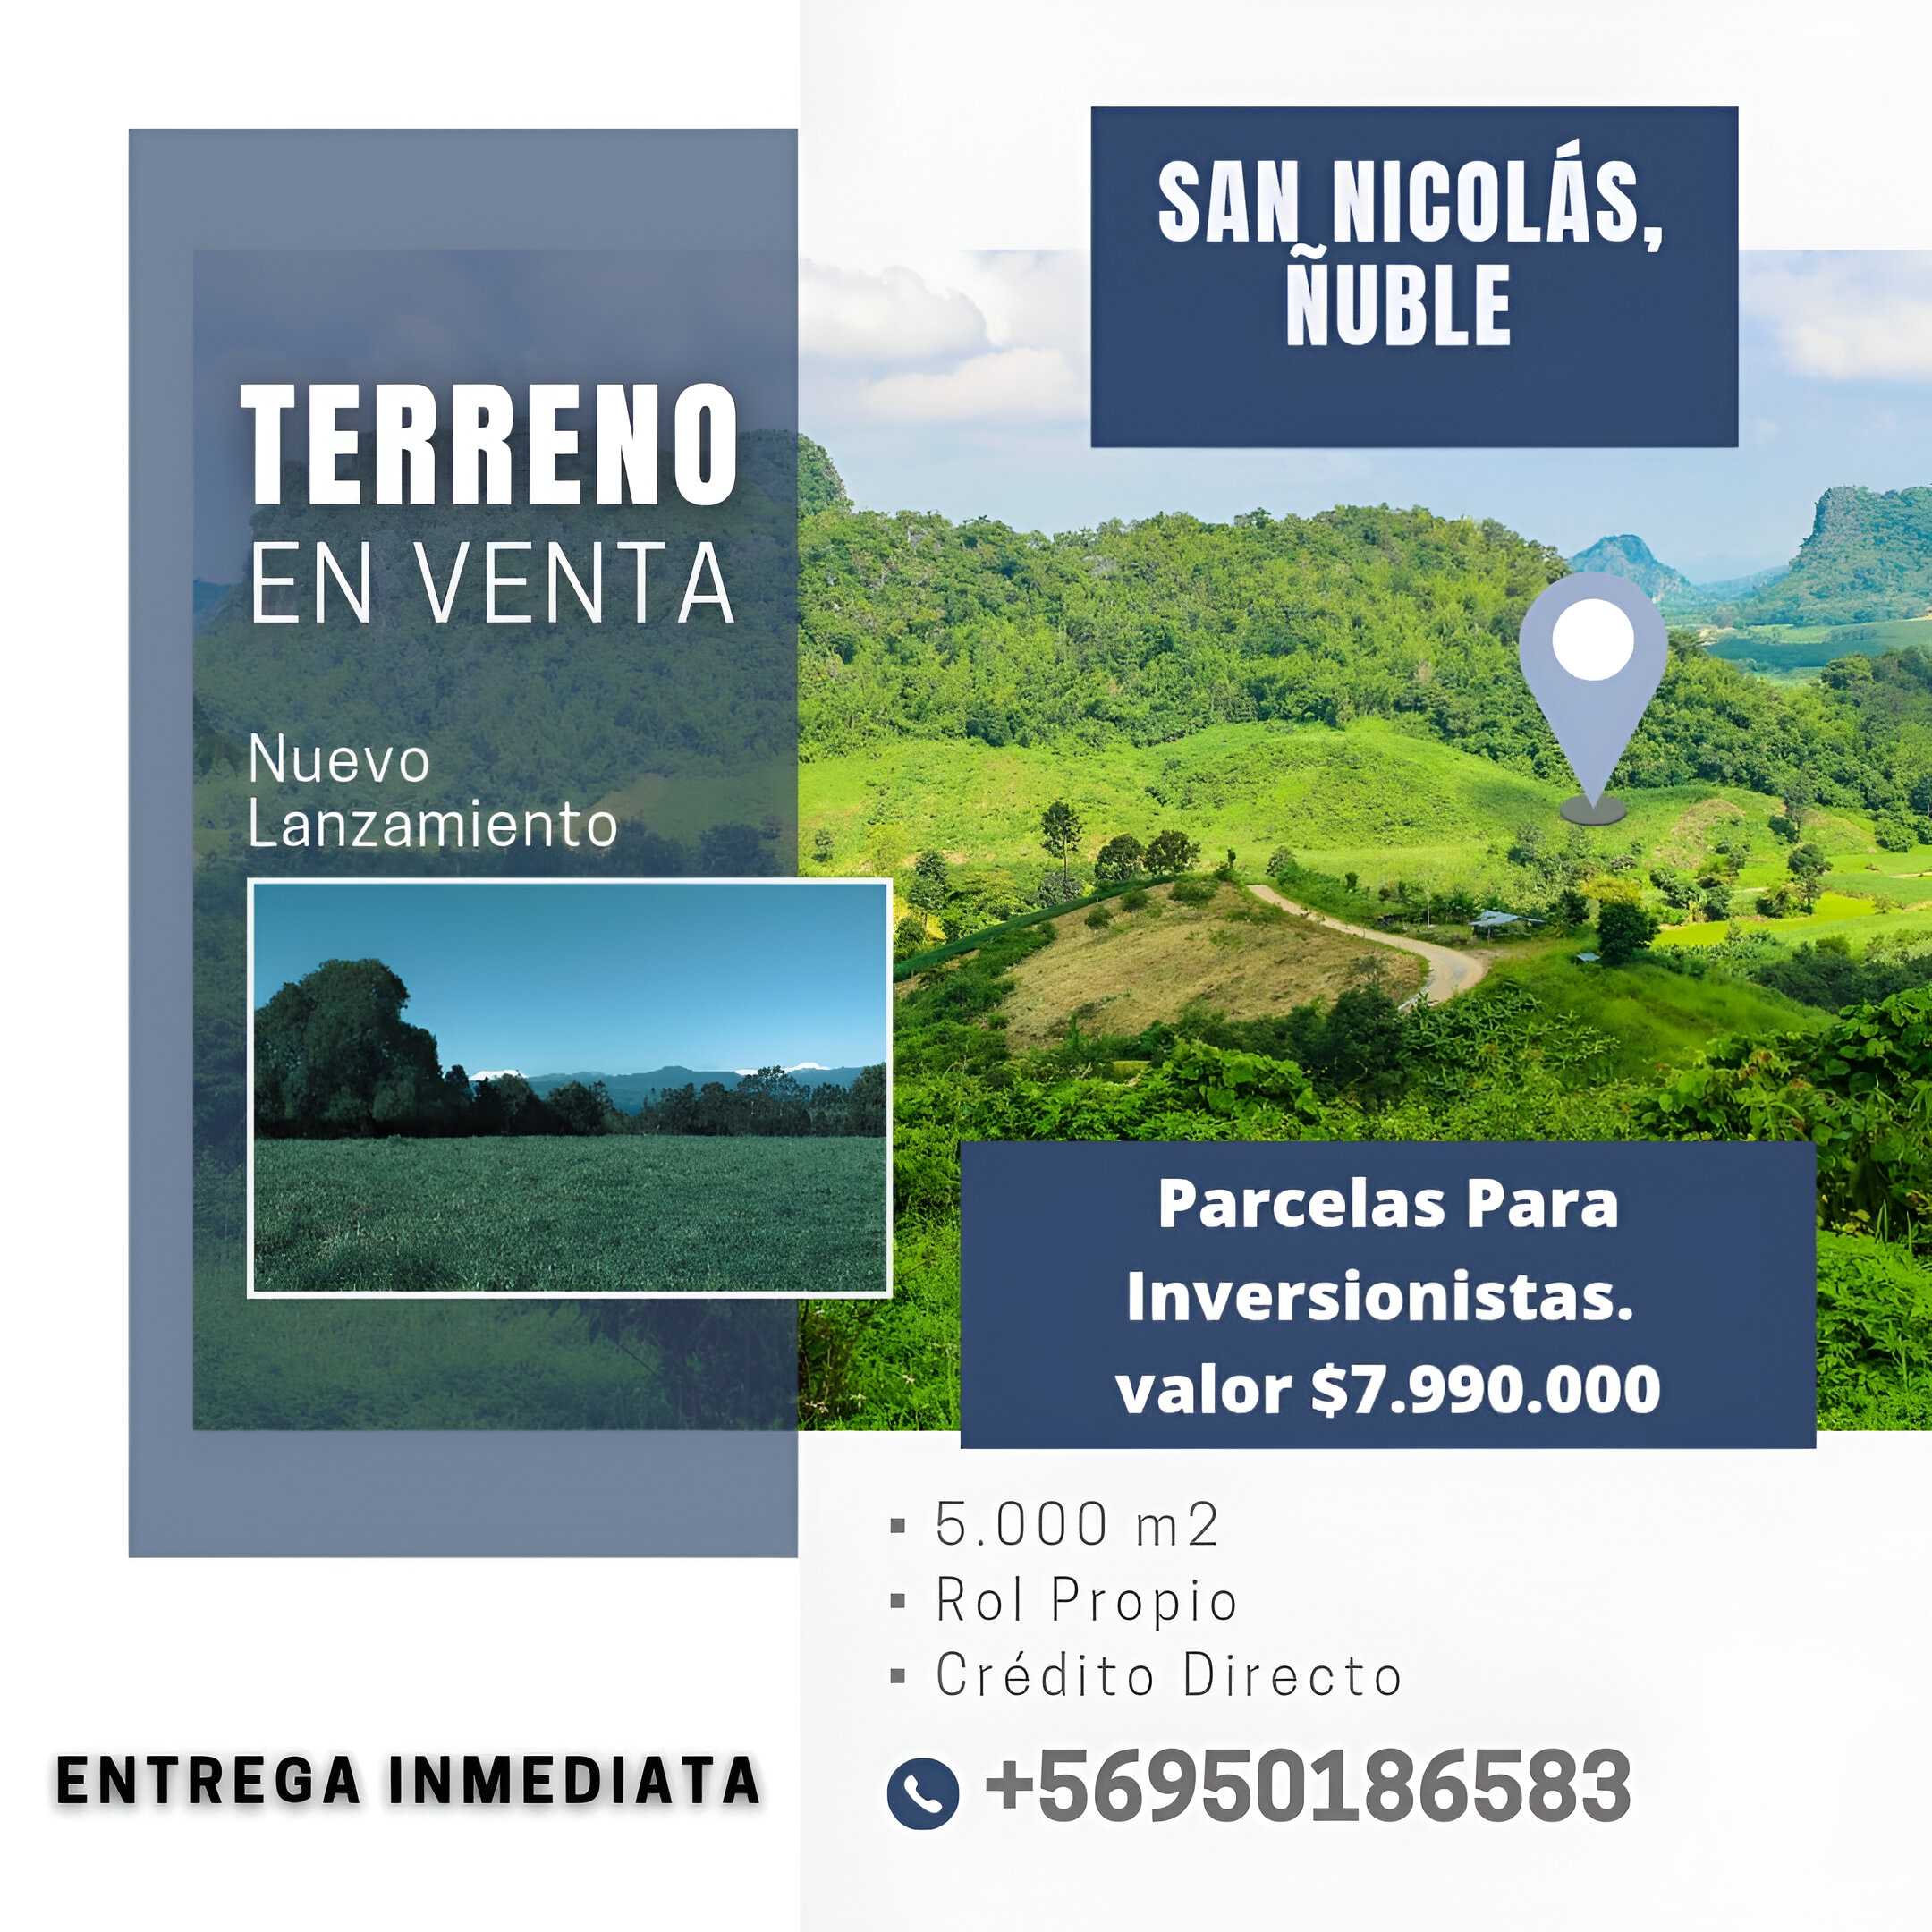 SAN NICOLÁS,
ÑUBLE
TERRENO
EN VENTA
Nuevo
Lanzamiento
Parcelas Para
Inversionistas.
valor $7.990.000
▪ 5.000 m2
▪ Rol Propio
▪ Crédito Directo
ENTREGA INMEDIATA
+56950186583